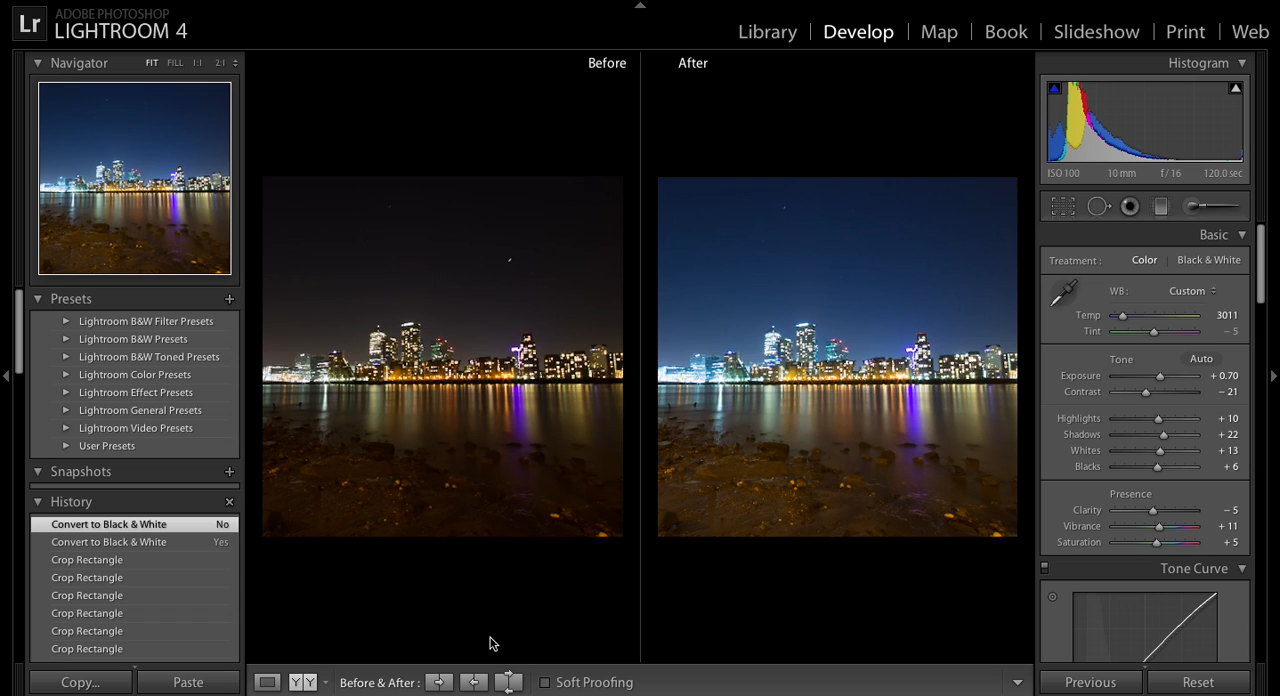 Lr
ADOBE PHOTOSHOP
LIGHTROOM 4
Library | Develop | Map | Book | Slideshow | Print | Web
Navigator FIT FILL 1:1 2:1
Presets +
Lightroom B&W Filter Presets
Lightroom B&W Presets
Lightroom B&W Toned Presets
Lightroom Color Presets
Lightroom Effect Presets
Lightroom General Presets
Lightroom Video Presets
User Presets
Snapshots +
History ×
Convert to Black & White No
Convert to Black & White Yes
Crop Rectangle
Crop Rectangle
Crop Rectangle
Crop Rectangle
Crop Rectangle
Crop Rectangle
Copy... Paste
Before After
YY Before & After : Soft Proofing
Histogram
ISO 100 10 mm f / 16 120.0 sec
Basic
Treatment : Color | Black & White
WB : Custom
Temp 3011
Tint – 5
Tone Auto
Exposure + 0.70
Contrast – 21
Highlights + 10
Shadows + 22
Whites + 13
Blacks + 6
Presence
Clarity – 5
Vibrance + 11
Saturation + 5
Tone Curve
Previous Reset